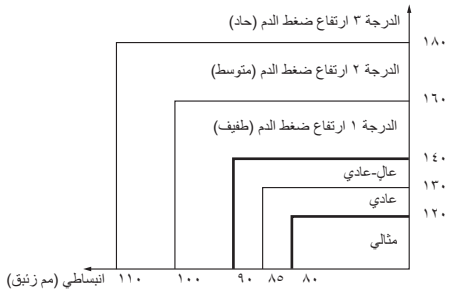 الدرجة ٣ ارتفاع ضغط الدم (حاد)
١٨٠
الدرجة ٢ ارتفاع ضغط الدم (متوسط)
١٦٠
الدرجة ١ ارتفاع ضغط الدم (طفيف)
١٤٠
عالٍ-عادي
١٣٠
عادي
١٢٠
مثالي
٨٠ ٨٥ ٩٠ ١٠٠ ١١٠ انبساطي (مم زئبق)